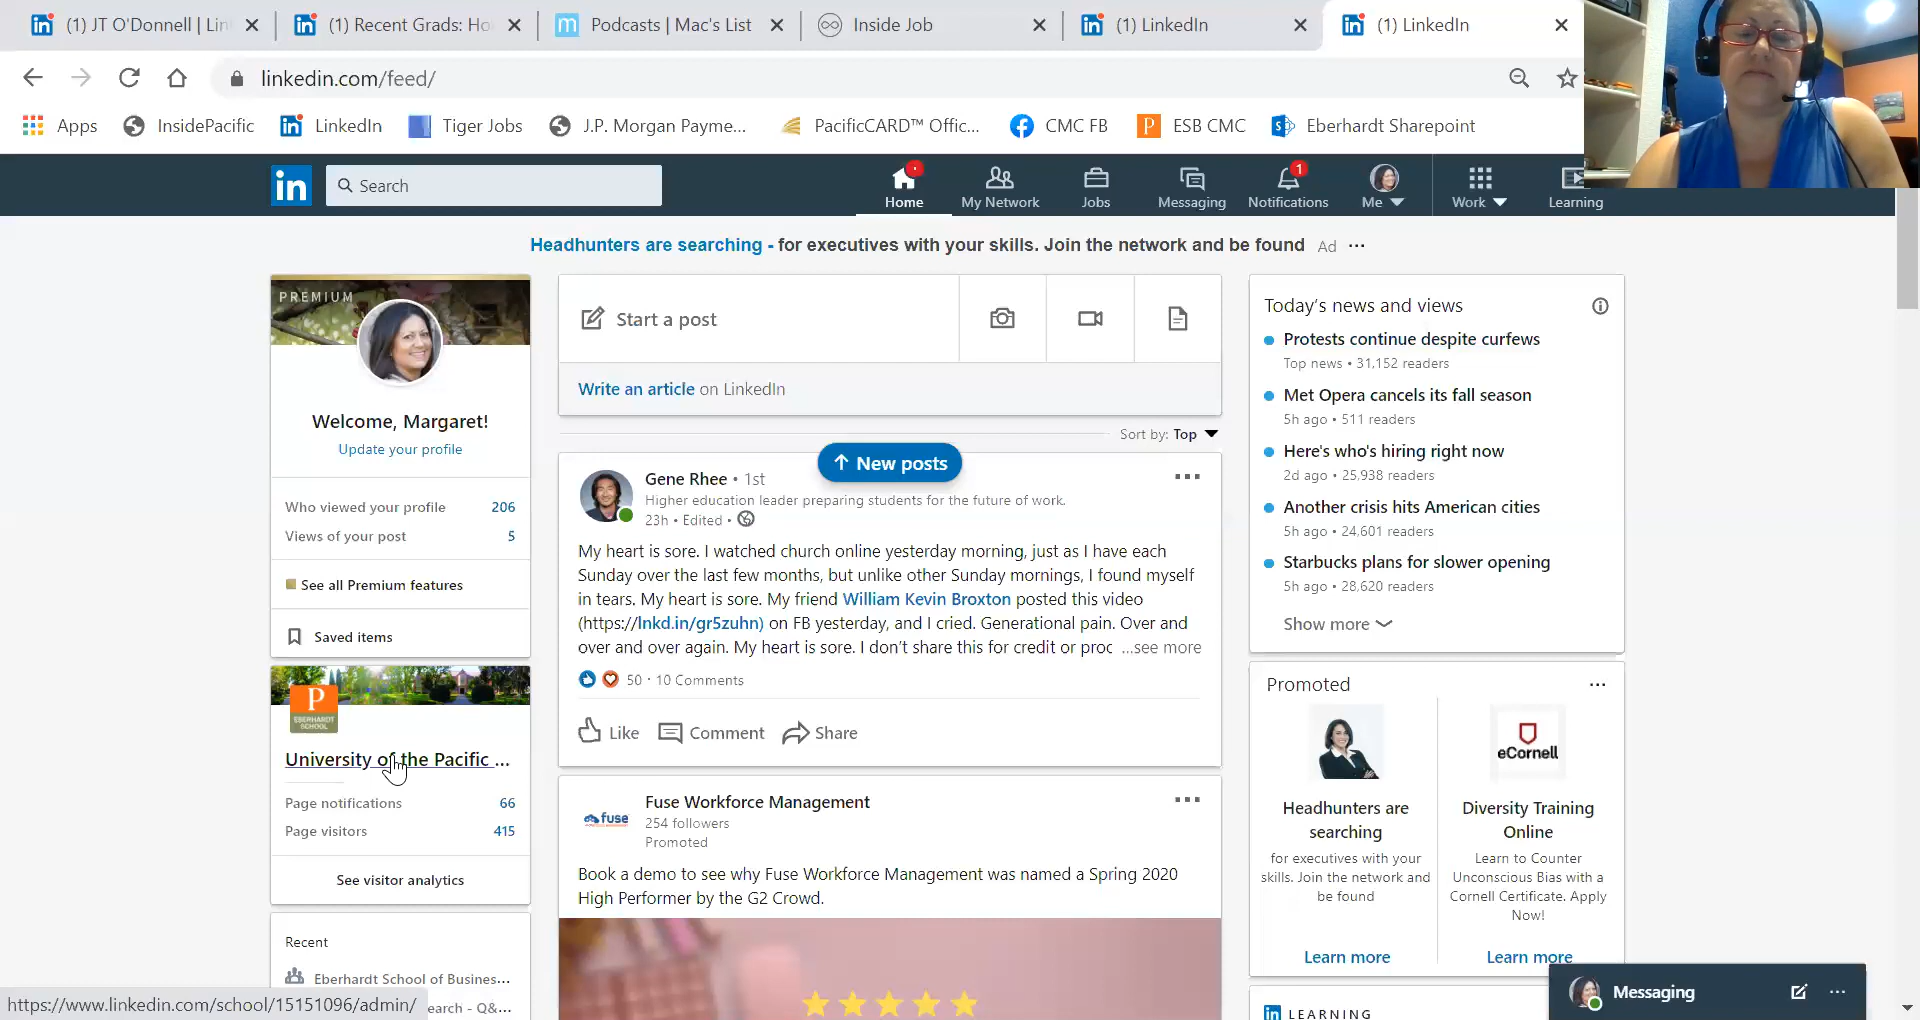 (1) JT O'Donnell | Lin
(1) Recent Grads: Ho
Podcasts | Mac's List
Inside Job
(1) LinkedIn
(1) LinkedIn
linkedin.com/feed/
Apps
InsidePacific
LinkedIn
Tiger Jobs
J.P. Morgan Payme...
PacificCARD™ Offic...
CMC FB
ESB CMC
Eberhardt Sharepoint
in
Search
Home
My Network
Jobs
Messaging
1
Notifications
Me
Work
Learning
Headhunters are searching - for executives with your skills. Join the network and be found Ad ...
PREMIUM
Welcome, Margaret!
Update your profile
Who viewed your profile 206
Views of your post 5
See all Premium features
Saved items
P
EBERHARDT
SCHOOL
University of the Pacific ...
Page notifications 66
Page visitors 415
See visitor analytics
Recent
Eberhardt School of Busines...
earch - Q&...
https://www.linkedin.com/school/15151096/admin/
Start a post
Write an article on LinkedIn
Sort by: Top
New posts
Gene Rhee • 1st
Higher education leader preparing students for the future of work.
23h • Edited •
My heart is sore. I watched church online yesterday morning, just as I have each
Sunday over the last few months, but unlike other Sunday mornings, I found myself
in tears. My heart is sore. My friend William Kevin Broxton posted this video
(https://lnkd.in/gr5zuhn) on FB yesterday, and I cried. Generational pain. Over and
over and over again. My heart is sore. I don't share this for credit or proc ...see more
50 · 10 Comments
Like
Comment
Share
fuse
Fuse Workforce Management
254 followers
Promoted
Book a demo to see why Fuse Workforce Management was named a Spring 2020
High Performer by the G2 Crowd.
Today's news and views
Protests continue despite curfews
Top news • 31,152 readers
Met Opera cancels its fall season
5h ago • 511 readers
Here's who's hiring right now
2d ago • 25,938 readers
Another crisis hits American cities
5h ago • 24,601 readers
Starbucks plans for slower opening
5h ago • 28,620 readers
Show more
Promoted
Headhunters are
searching
for executives with your
skills. Join the network and
be found
Learn more
eCornell
Diversity Training
Online
Learn to Counter
Unconscious Bias with a
Cornell Certificate. Apply
Now!
Learn more
in LEARNING
Messaging